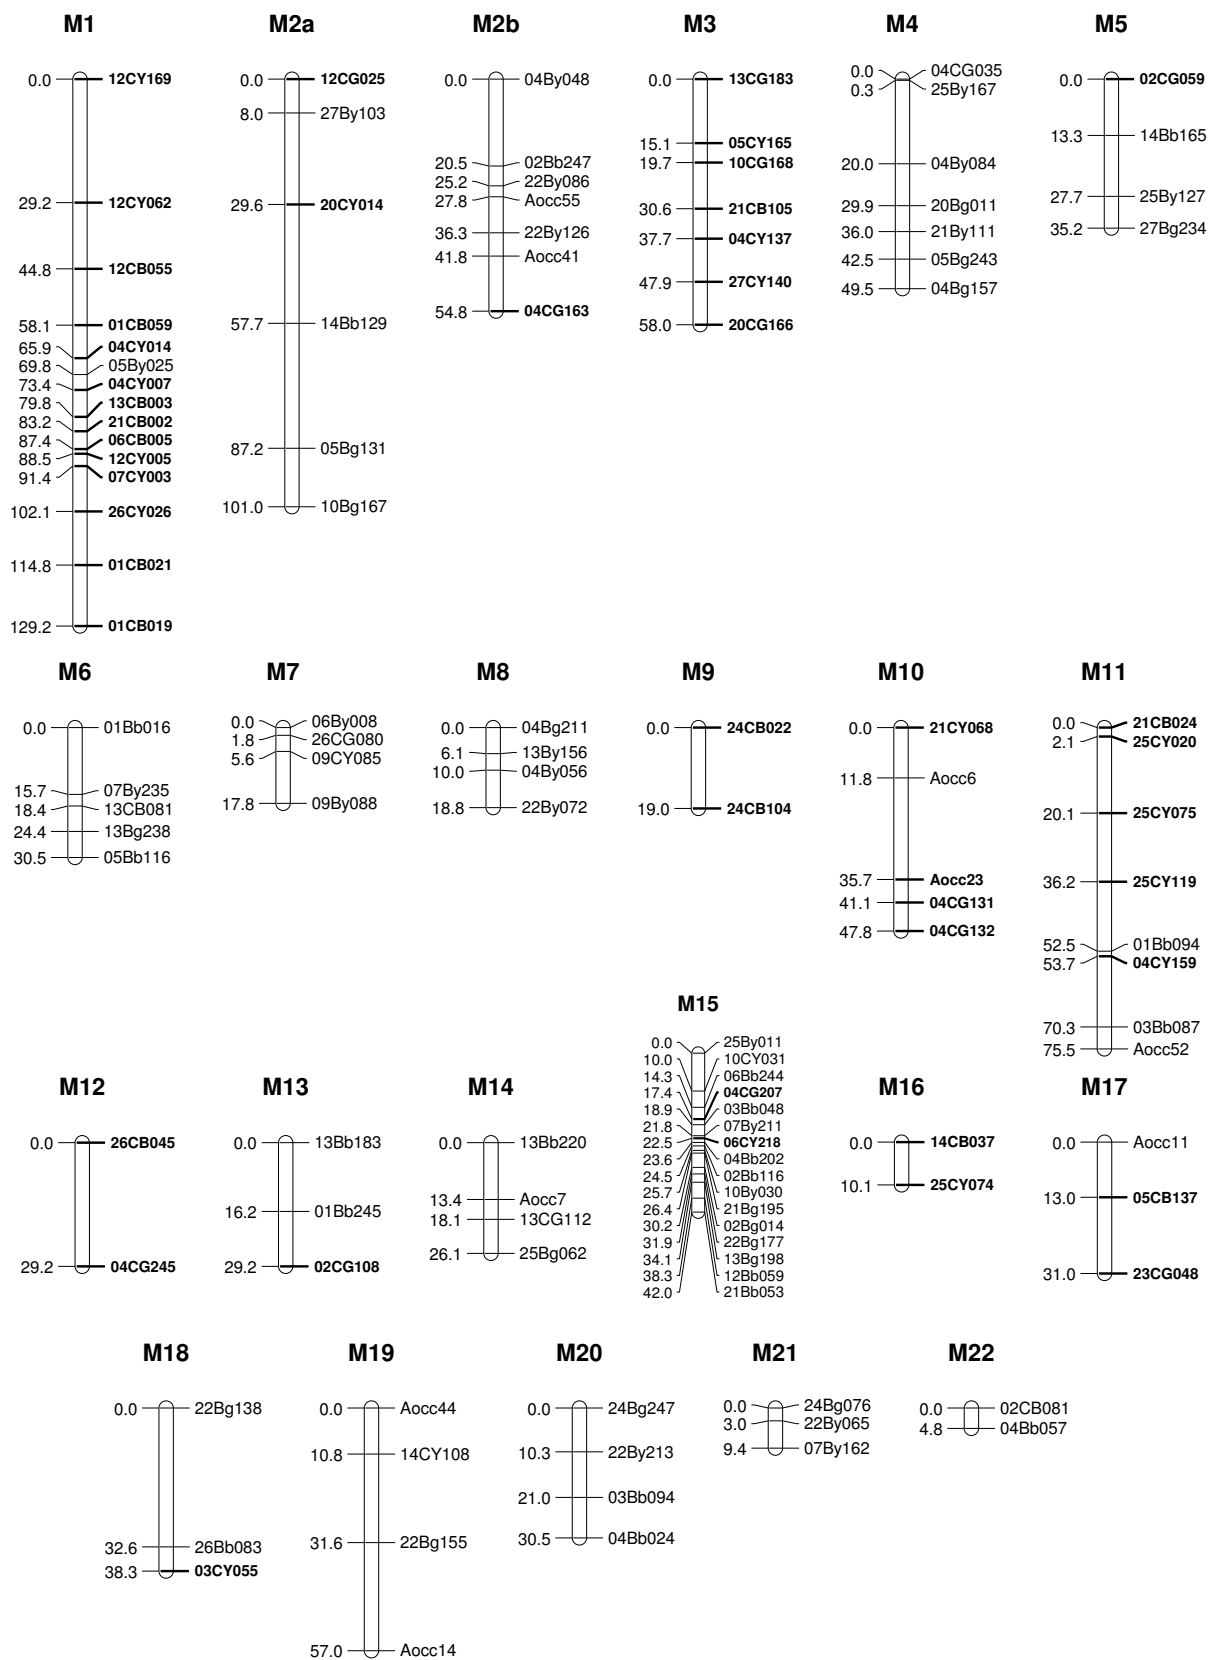 M1
0.0 12CY169
29.2 12CY062
44.8 12CB055
58.1 01CB059
65.9 04CY014
69.8 05By025
73.4 04CY007
79.8 13CB003
83.2 21CB002
87.4 06CB005
88.5 12CY005
91.4 07CY003
102.1 26CY026
114.8 01CB021
129.2 01CB019
M2a
0.0 12CG025
8.0 27By103
29.6 20CY014
57.7 14Bb129
87.2 05Bg131
101.0 10Bg167
M2b
0.0 04By048
20.5 02Bb247
25.2 22By086
27.8 Aocc55
36.3 22By126
41.8 Aocc41
54.8 04CG163
M3
0.0 13CG183
15.1 05CY165
19.7 10CG168
30.6 21CB105
37.7 04CY137
47.9 27CY140
58.0 20CG166
M4
0.0 04CG035
0.3 25By167
20.0 04By084
29.9 20Bg011
36.0 21By111
42.5 05Bg243
49.5 04Bg157
M5
0.0 02CG059
13.3 14Bb165
27.7 25By127
35.2 27Bg234
M6
0.0 01Bb016
15.7 07By235
18.4 13CB081
24.4 13Bg238
30.5 05Bb116
M7
0.0 06By008
1.8 26CG080
5.6 09CY085
17.8 09By088
M8
0.0 04Bg211
6.1 13By156
10.0 04By056
18.8 22By072
M9
0.0 24CB022
19.0 24CB104
M10
0.0 21CY068
11.8 Aocc6
35.7 Aocc23
41.1 04CG131
47.8 04CG132
M11
0.0 21CB024
2.1 25CY020
20.1 25CY075
36.2 25CY119
52.5 01Bb094
53.7 04CY159
70.3 03Bb087
75.5 Aocc52
M12
0.0 26CB045
29.2 04CG245
M13
0.0 13Bb183
16.2 01Bb245
29.2 02CG108
M14
0.0 13Bb220
13.4 Aocc7
18.1 13CG112
26.1 25Bg062
M15
0.0 25By011
10.0 10CY031
14.3 06Bb244
17.4 04CG207
18.9 03Bb048
21.8 07By211
22.5 06CY218
23.6 04Bb202
24.5 02Bb116
25.7 10By030
26.4 21Bg195
30.2 02Bg014
31.9 22Bg177
34.1 13Bg198
38.3 12Bb059
42.0 21Bb053
M16
0.0 14CB037
10.1 25CY074
M17
0.0 Aocc11
13.0 05CB137
31.0 23CG048
M18
0.0 22Bg138
32.6 26Bb083
38.3 03CY055
M19
0.0 Aocc44
10.8 14CY108
31.6 22Bg155
57.0 Aocc14
M20
0.0 24Bg247
10.3 22By213
21.0 03Bb094
30.5 04Bb024
M21
0.0 24Bg076
3.0 22By065
9.4 07By162
M22
0.0 02CB081
4.8 04Bb057